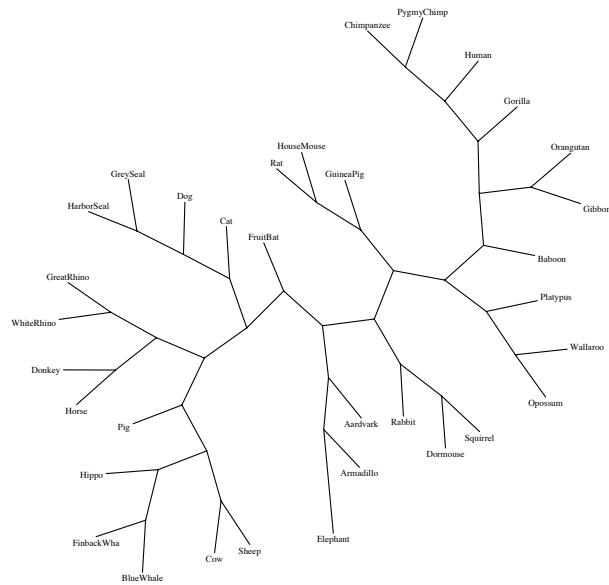 PygmyChimp
Chimpanzee
Human
Gorilla
HouseMouse
Orangutan
Rat
GuineaPig
GreySeal
Dog
HarborSeal
Gibbon
Cat
FruitBat
Baboon
GreatRhino
Platypus
WhiteRhino
Wallaroo
Donkey
Opossum
Horse
Pig
Aardvark
Rabbit
Squirrel
Dormouse
Hippo
Armadillo
Elephant
FinbackWha
Sheep
Cow
BlueWhale